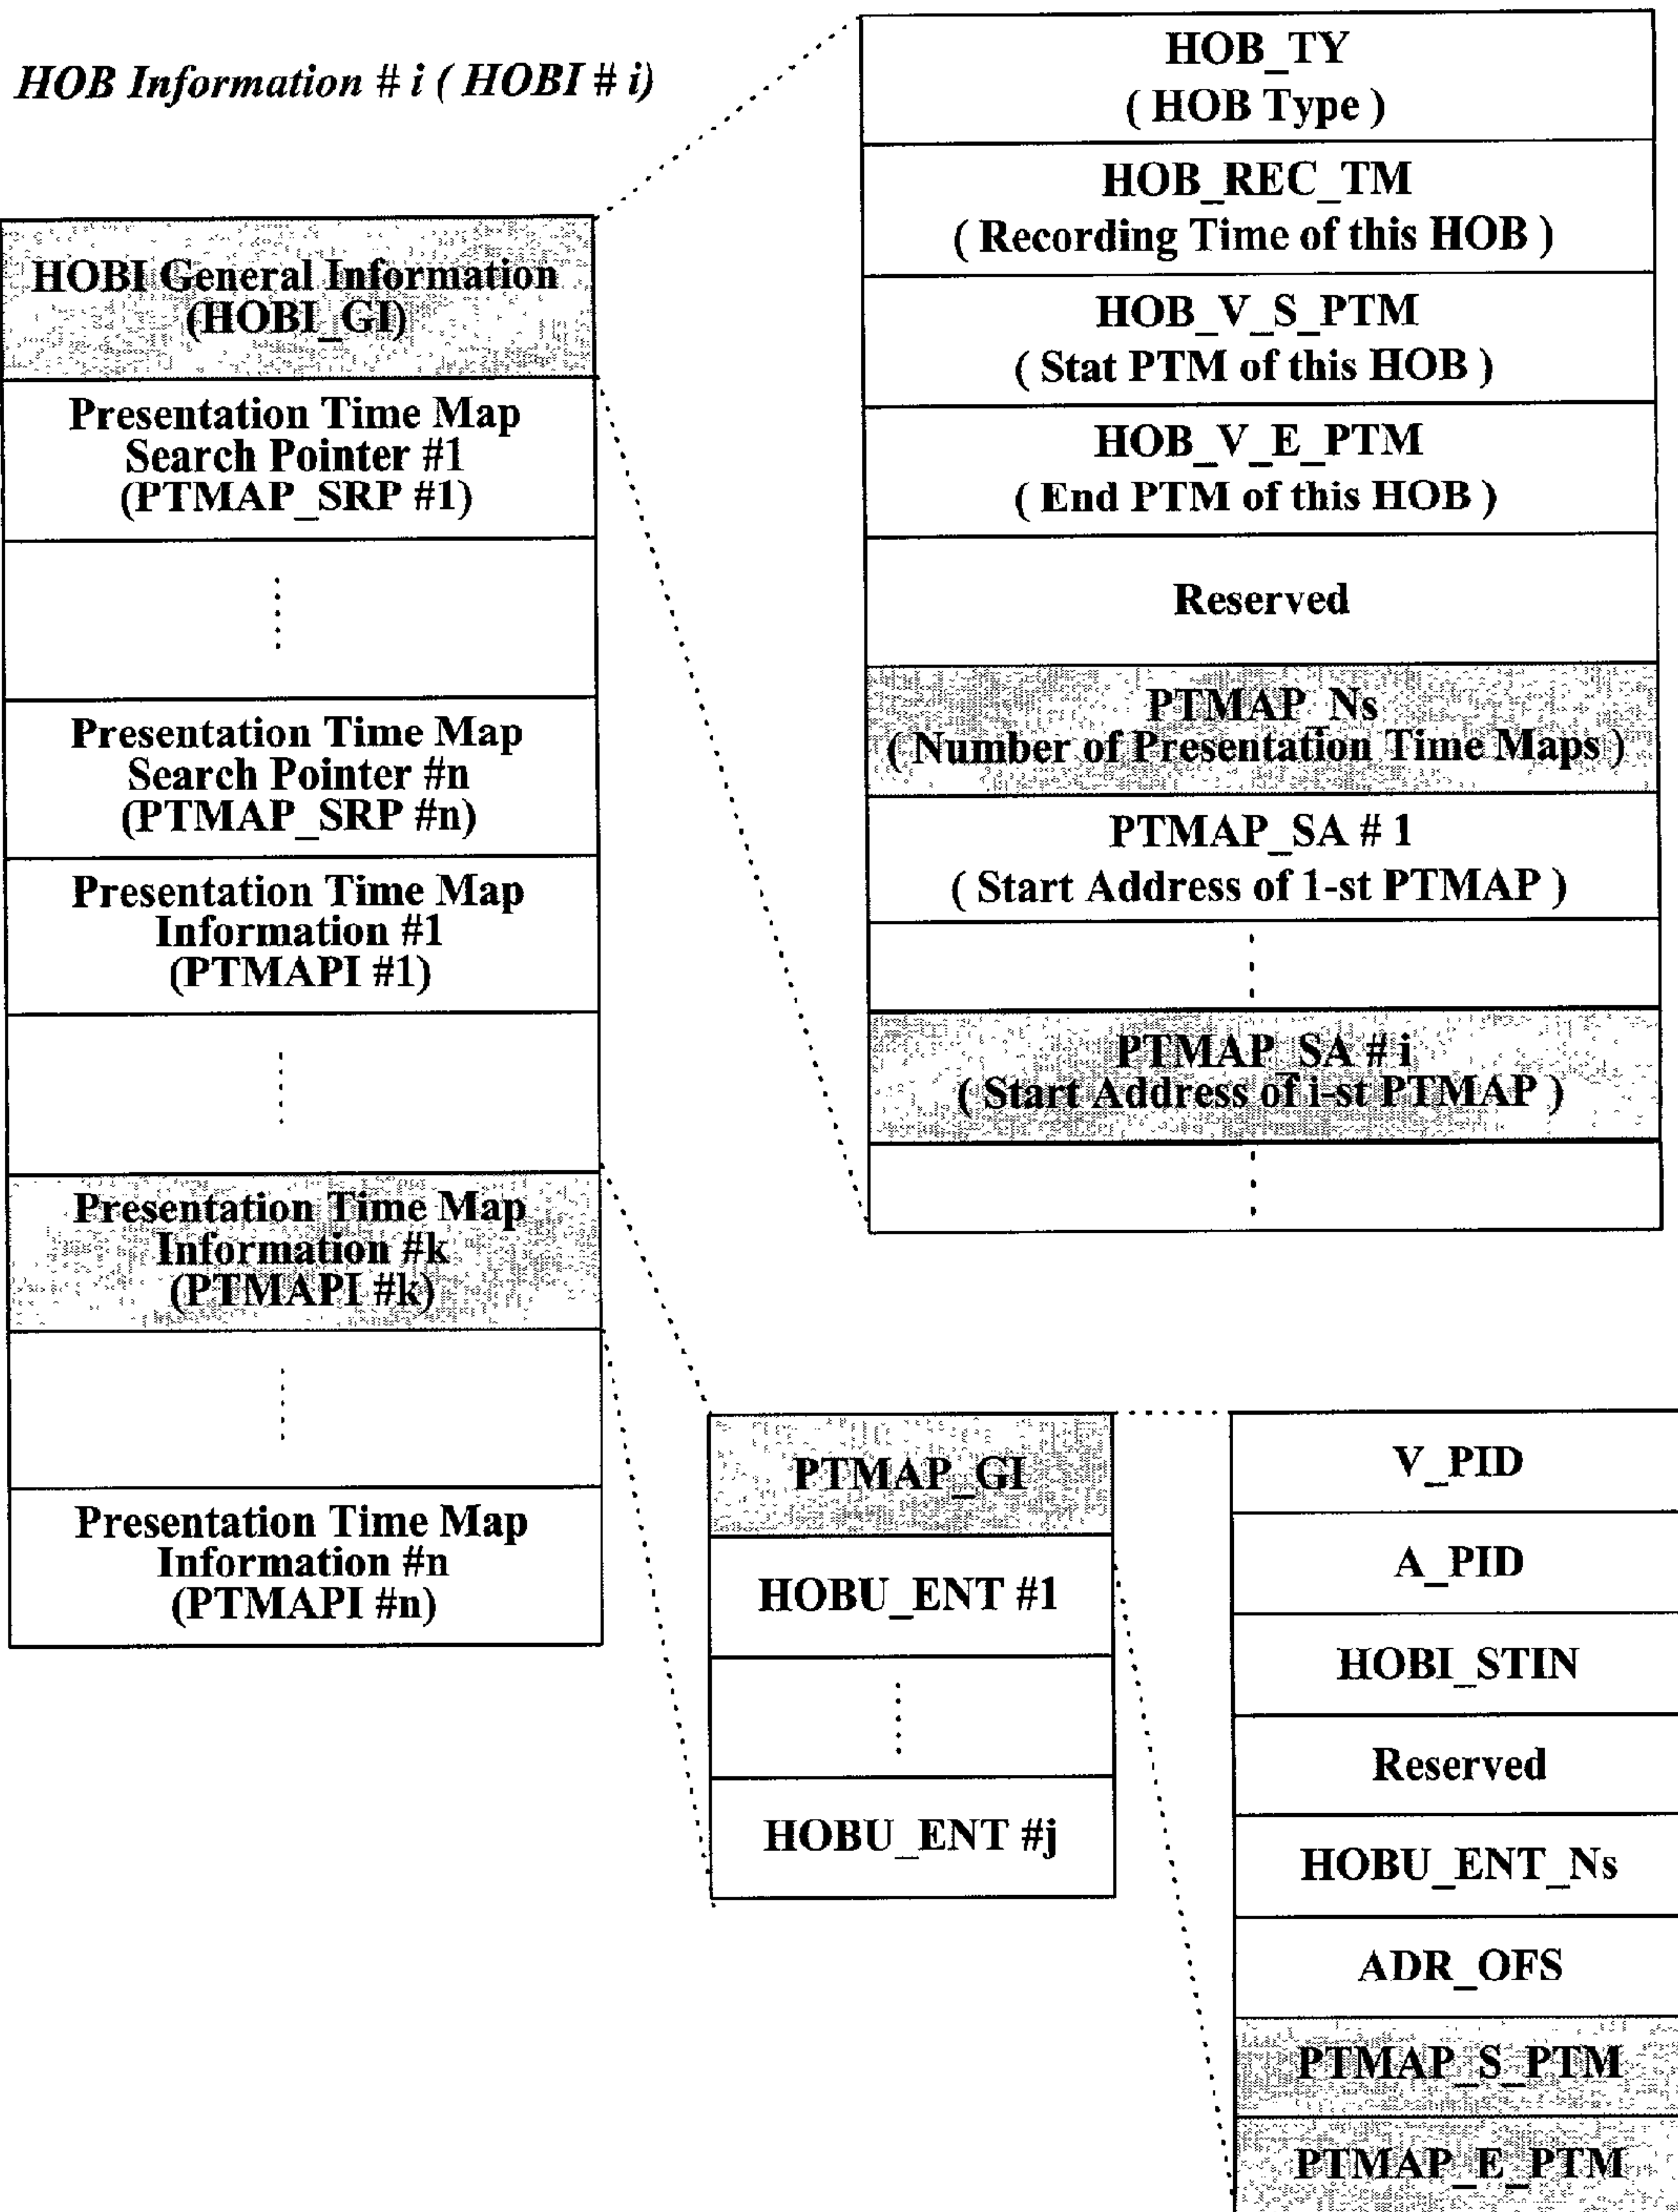 HOB Information # i ( HOBI # i)
HOBI General Information
(HOBI_GI)
Presentation Time Map
Search Pointer #1
(PTMAP_SRP #1)
Presentation Time Map
Search Pointer #n
(PTMAP_SRP #n)
Presentation Time Map
Information #1
(PTMAPI #1)
Presentation Time Map
Information #k
(PTMAPI #k)
Presentation Time Map
Information #n
(PTMAPI #n)
HOB_TY
( HOB Type )
HOB_REC_TM
( Recording Time of this HOB )
HOB_V_S_PTM
( Stat PTM of this HOB )
HOB_V_E_PTM
( End PTM of this HOB )
Reserved
PTMAP_Ns
( Number of Presentation Time Maps )
PTMAP_SA # 1
( Start Address of 1-st PTMAP )
PTMAP_SA # i
( Start Address of i-st PTMAP )
PTMAP_GI
HOBU_ENT #1
HOBU_ENT #j
V_PID
A_PID
HOBI_STIN
Reserved
HOBU_ENT_Ns
ADR_OFS
PTMAP_S_PTM
PTMAP_E_PTM